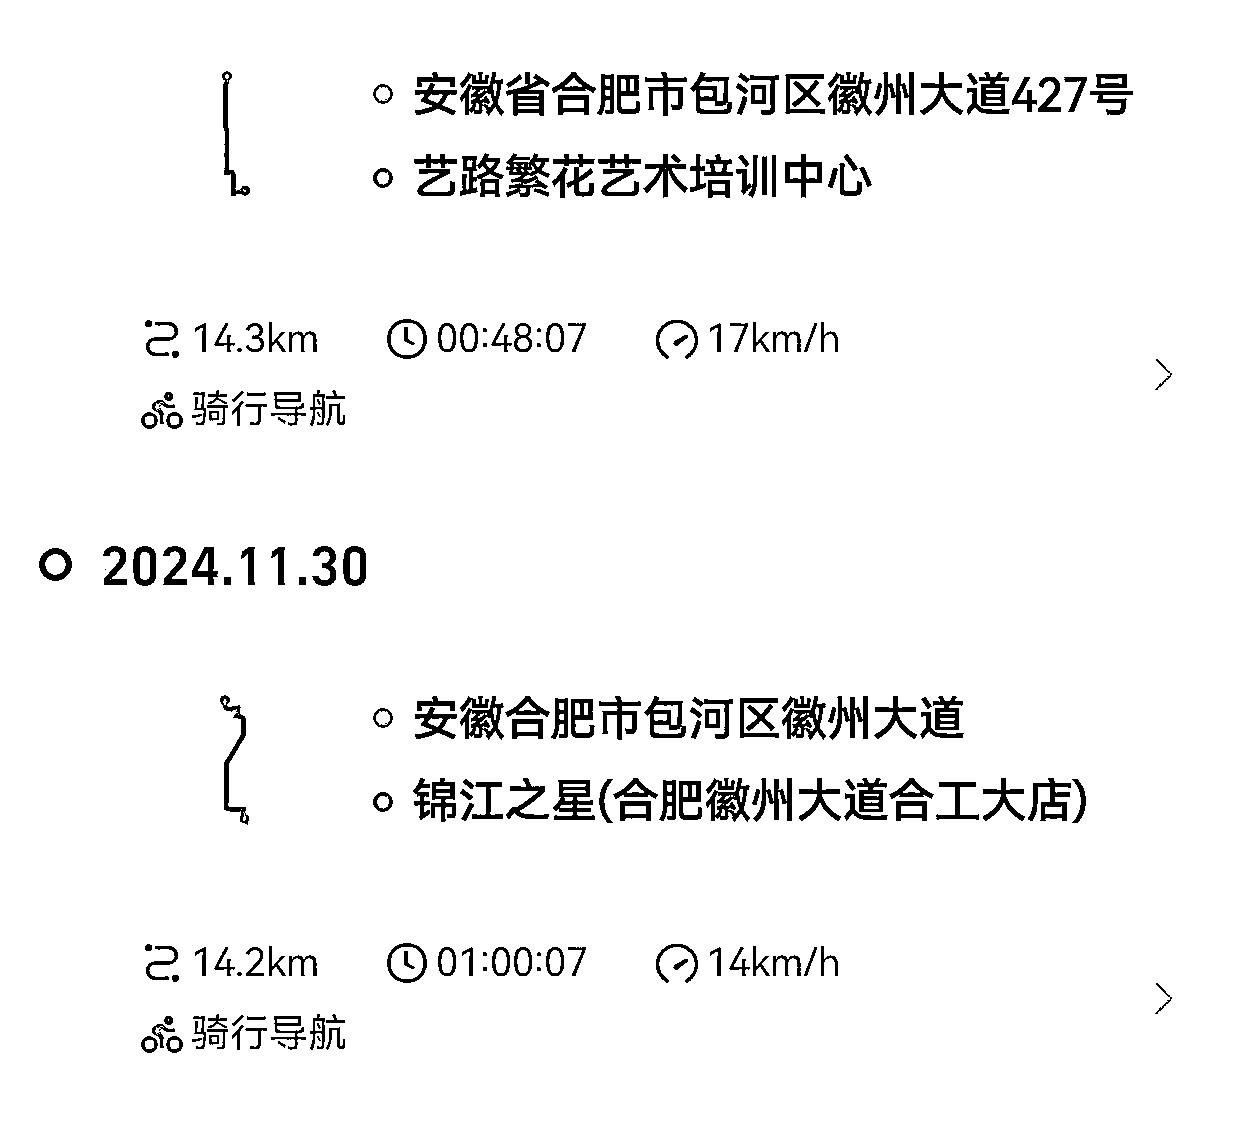 安徽省合肥市包河区徽州大道427号
艺路繁花艺术培训中心
14.3km 00:48:07 17km/h
骑行导航
2024.11.30
安徽合肥市包河区徽州大道
锦江之星(合肥徽州大道合工大店)
14.2km 01:00:07 14km/h
骑行导航